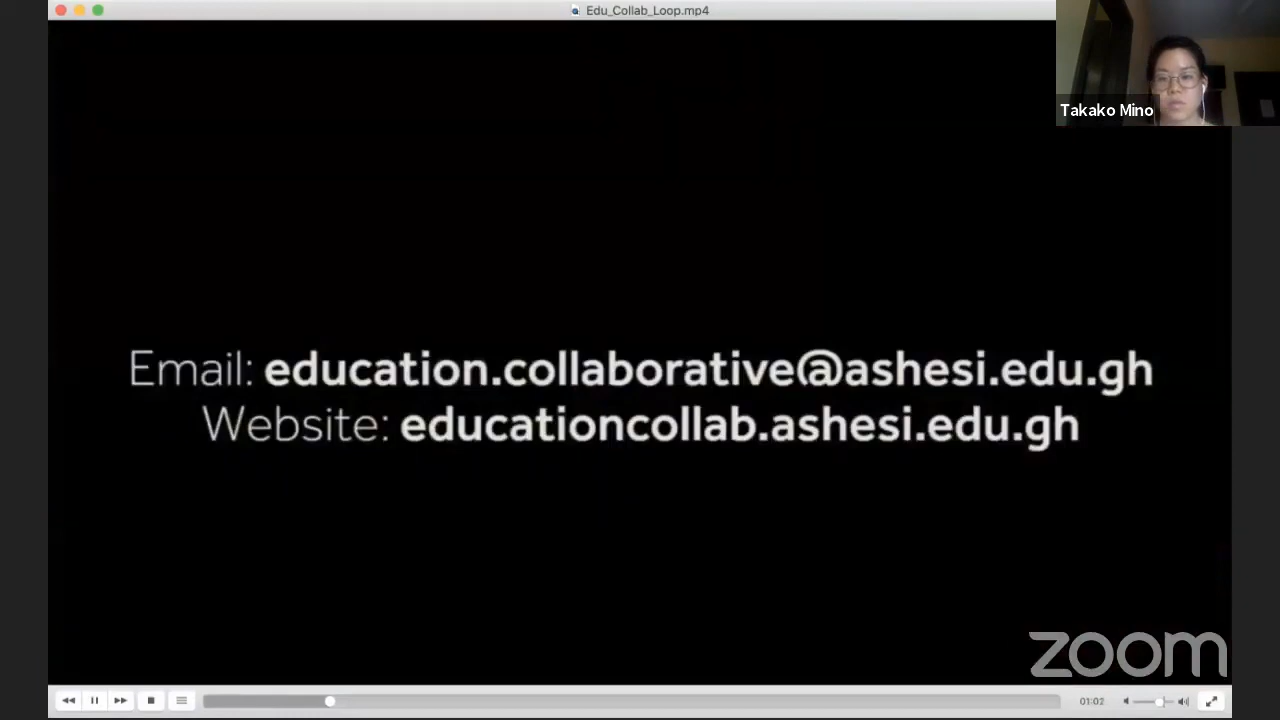 Edu_Collab_Loop.mp4
Takako Mino
Email: education.collaborative@ashesi.edu.gh
Website: educationcollab.ashesi.edu.gh
zoom
01:02